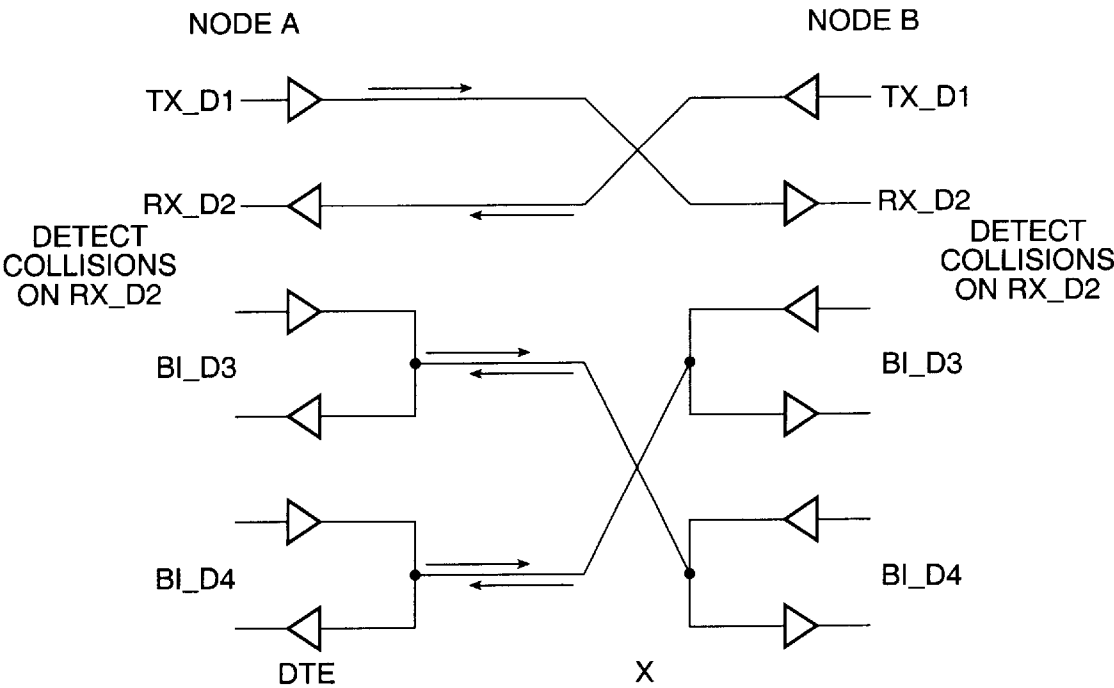 NODE A
NODE B
TX_D1
TX_D1
RX_D2
RX_D2
DETECT
COLLISIONS
ON RX_D2
DETECT
COLLISIONS
ON RX_D2
BI_D3
BI_D3
BI_D4
BI_D4
DTE
X